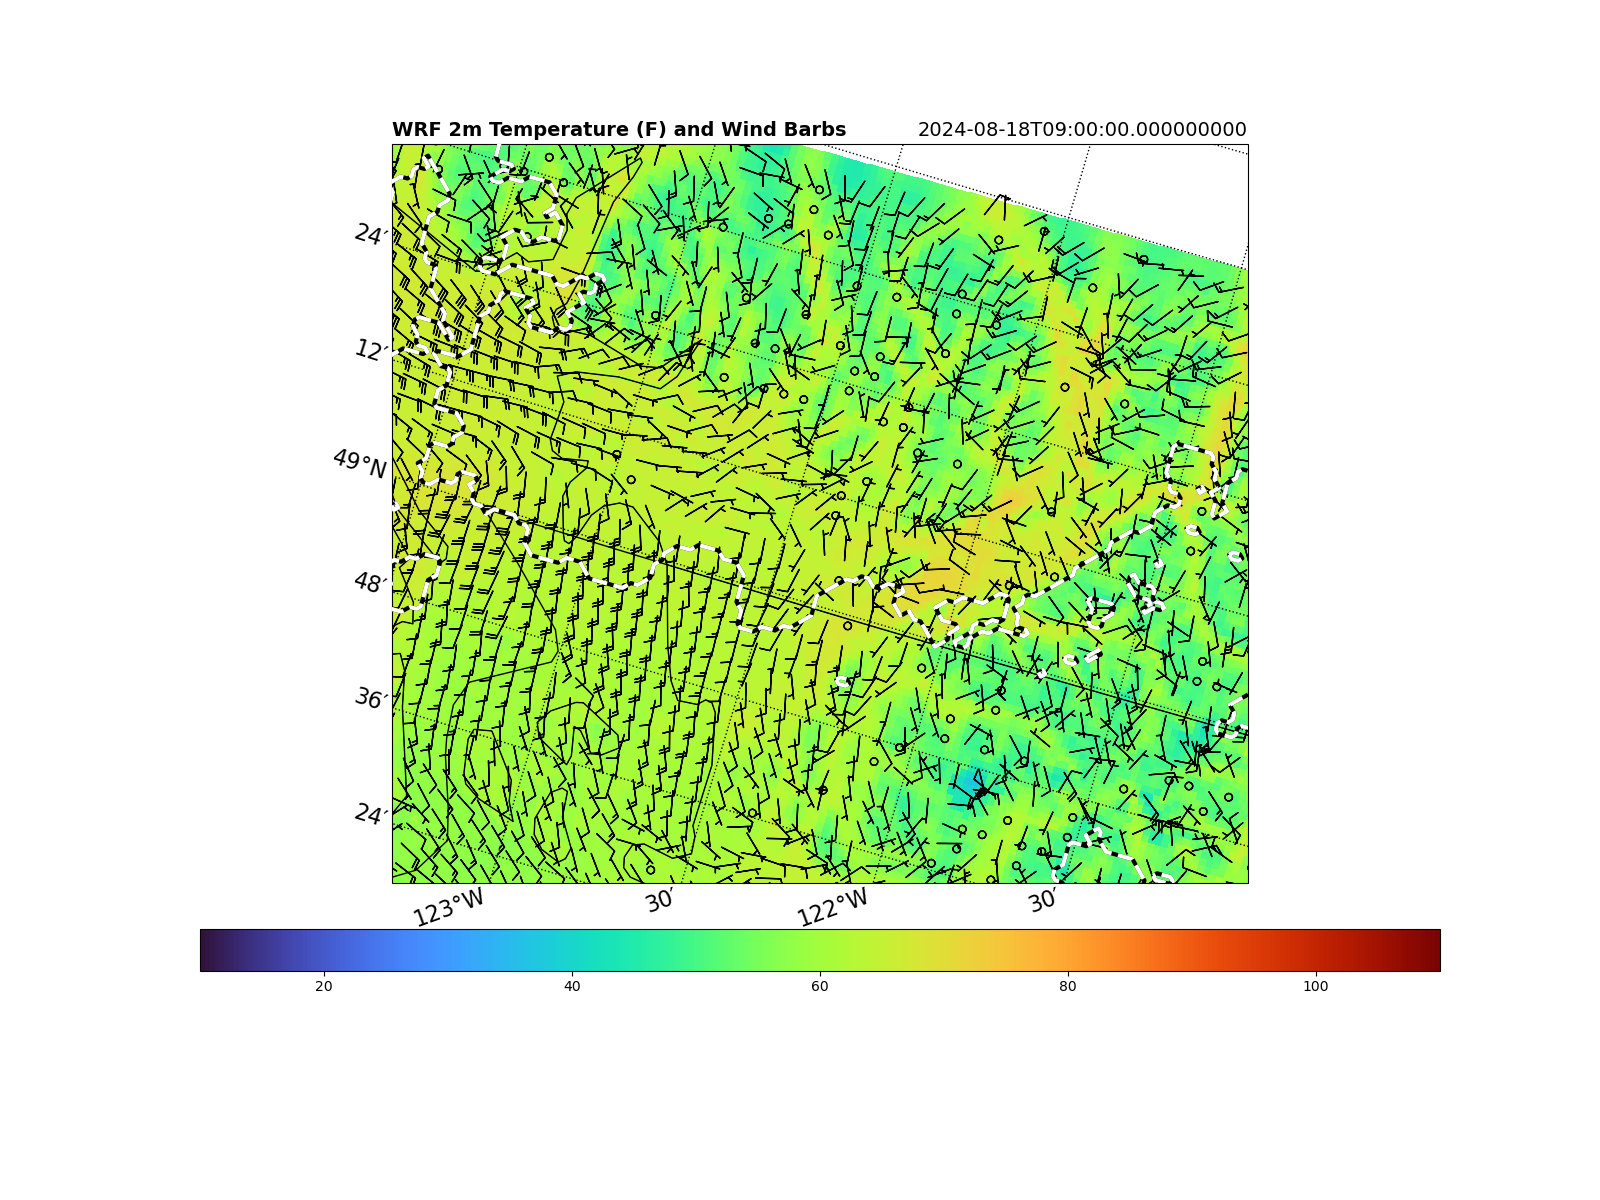 WRF 2m Temperature (F) and Wind Barbs
2024-08-18T09:00:00.000000000
24′
12′
49°N
48′
36′
24′
123°W
30′
122°W
30′
20
40
60
80
100